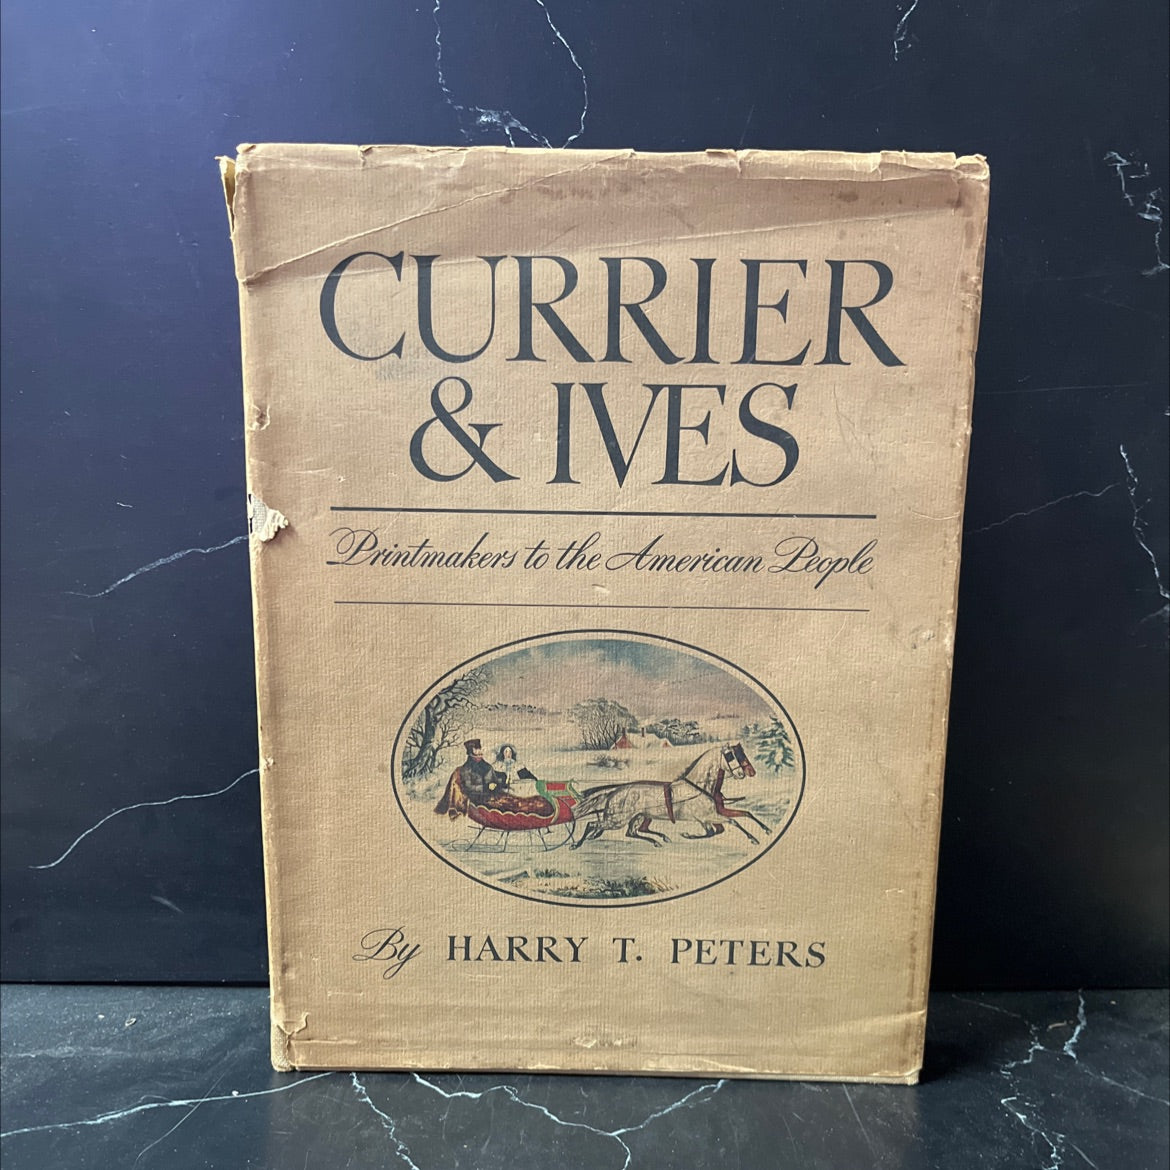 CURRIER
& IVES
Printmakers to the American People
By HARRY T. PETERS